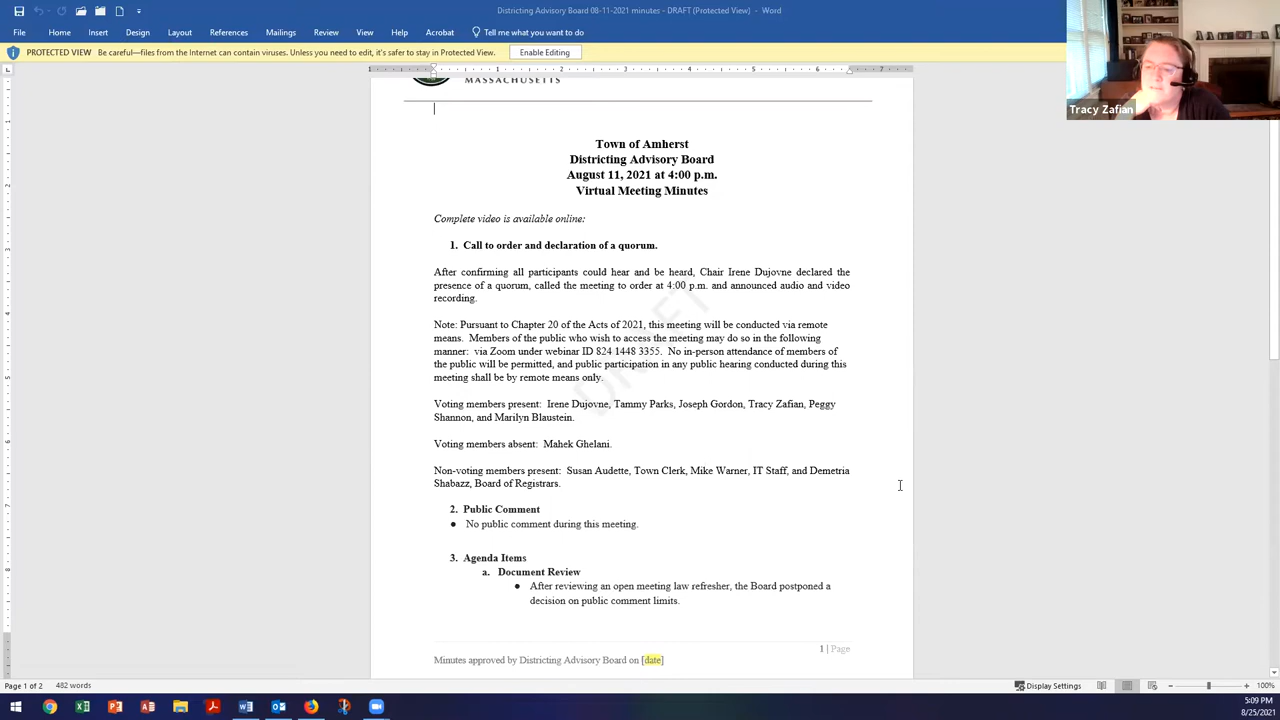 Districting Advisory Board 08-11-2021 minutes - DRAFT (Protected View) - Word
File Home Insert Design Layout References Mailings Review View Help Acrobat Tell me what you want to do
PROTECTED VIEW Be careful—files from the Internet can contain viruses. Unless you need to edit, it's safer to stay in Protected View. Enable Editing
Tracy Zafian
1 1 2 3 4 5 6 7
MASSACHUSETTS
Town of Amherst
Districting Advisory Board
August 11, 2021 at 4:00 p.m.
Virtual Meeting Minutes
Complete video is available online:
1. Call to order and declaration of a quorum.
After confirming all participants could hear and be heard, Chair Irene Dujovne declared the
presence of a quorum, called the meeting to order at 4:00 p.m. and announced audio and video
recording.
Note: Pursuant to Chapter 20 of the Acts of 2021, this meeting will be conducted via remote
means. Members of the public who wish to access the meeting may do so in the following
manner: via Zoom under webinar ID 824 1448 3355. No in-person attendance of members of
the public will be permitted, and public participation in any public hearing conducted during this
meeting shall be by remote means only.
DRAFT
Voting members present: Irene Dujovne, Tammy Parks, Joseph Gordon, Tracy Zafian, Peggy
Shannon, and Marilyn Blaustein.
Voting members absent: Mahek Ghelani.
Non-voting members present: Susan Audette, Town Clerk, Mike Warner, IT Staff, and Demetria
Shabazz, Board of Registrars.
2. Public Comment
● No public comment during this meeting.
3. Agenda Items
a. Document Review
● After reviewing an open meeting law refresher, the Board postponed a
decision on public comment limits.
1 | Page
Minutes approved by Districting Advisory Board on [date]
Page 1 of 2 482 words Display Settings 100%
5:09 PM
8/25/2021